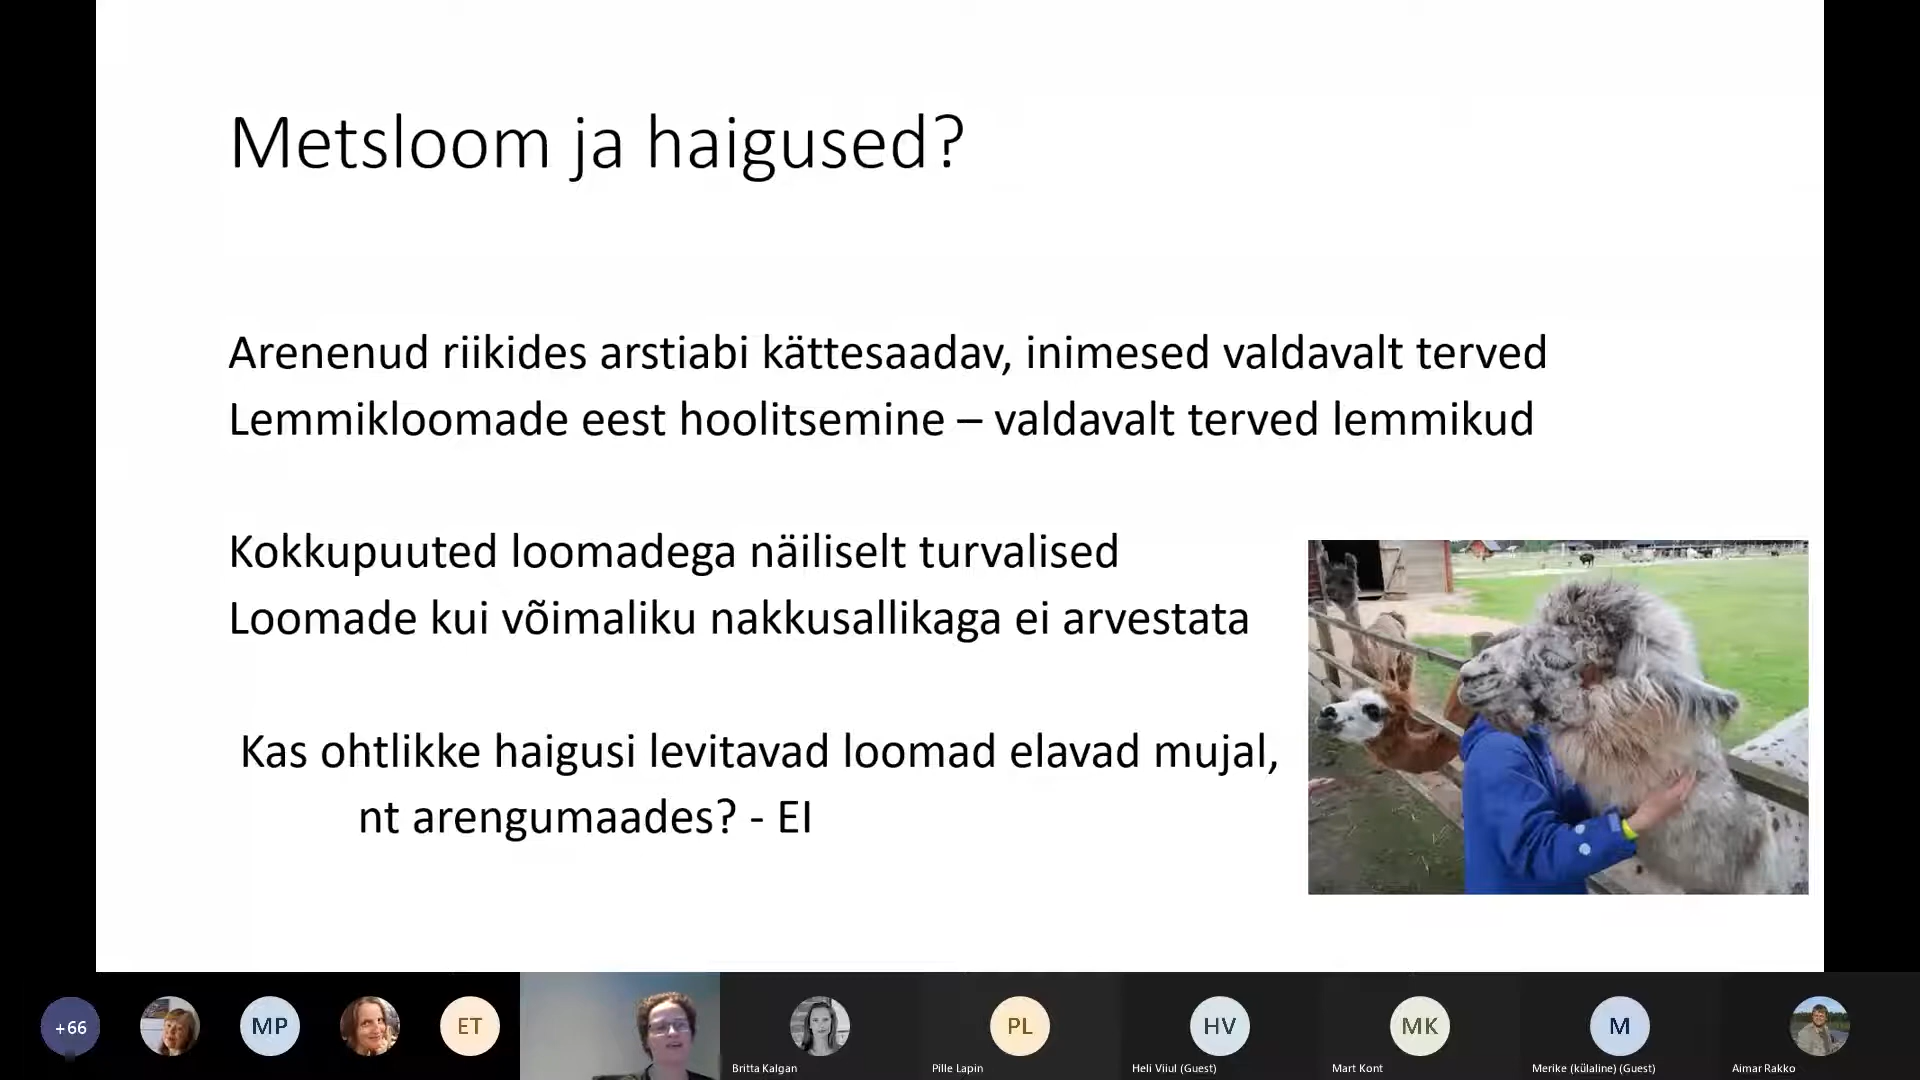 Metsloom ja haigused?
Arenenud riikides arstiabi kättesaadav, inimesed valdavalt terved
Lemmikloomade eest hoolitsemine – valdavalt terved lemmikud
Kokkupuuted loomadega näiliselt turvalised
Loomade kui võimaliku nakkusallikaga ei arvestata
Kas ohtlikke haigusi levitavad loomad elavad mujal,
nt arengumaades? - EI
+66
MP
ET
PL
HV
MK
M
Britta Kalgan
Pille Lapin
Heli Viiul (Guest)
Mart Kont
Merike (külaline) (Guest)
Aimar Rakko